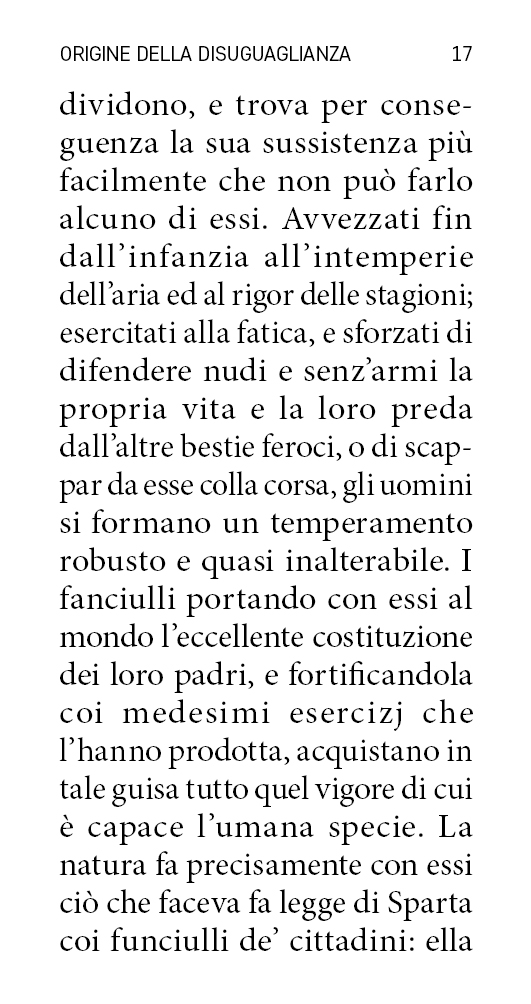 ORIGINE DELLA DISUGUAGLIANZA 17
dividono, e trova per conse-
guenza la sua sussistenza più
facilmente che non può farlo
alcuno di essi. Avvezzati fin
dall’infanzia all’intemperie
dell’aria ed al rigor delle stagioni;
esercitati alla fatica, e sforzati di
difendere nudi e senz’armi la
propria vita e la loro preda
dall’altre bestie feroci, o di scap-
par da esse colla corsa, gli uomini
si formano un temperamento
robusto e quasi inalterabile. I
fanciulli portando con essi al
mondo l’eccellente costituzione
dei loro padri, e fortificandola
coi medesimi esercizj che
l’hanno prodotta, acquistano in
tale guisa tutto quel vigore di cui
è capace l’umana specie. La
natura fa precisamente con essi
ciò che faceva fa legge di Sparta
coi funciulli de’ cittadini: ella